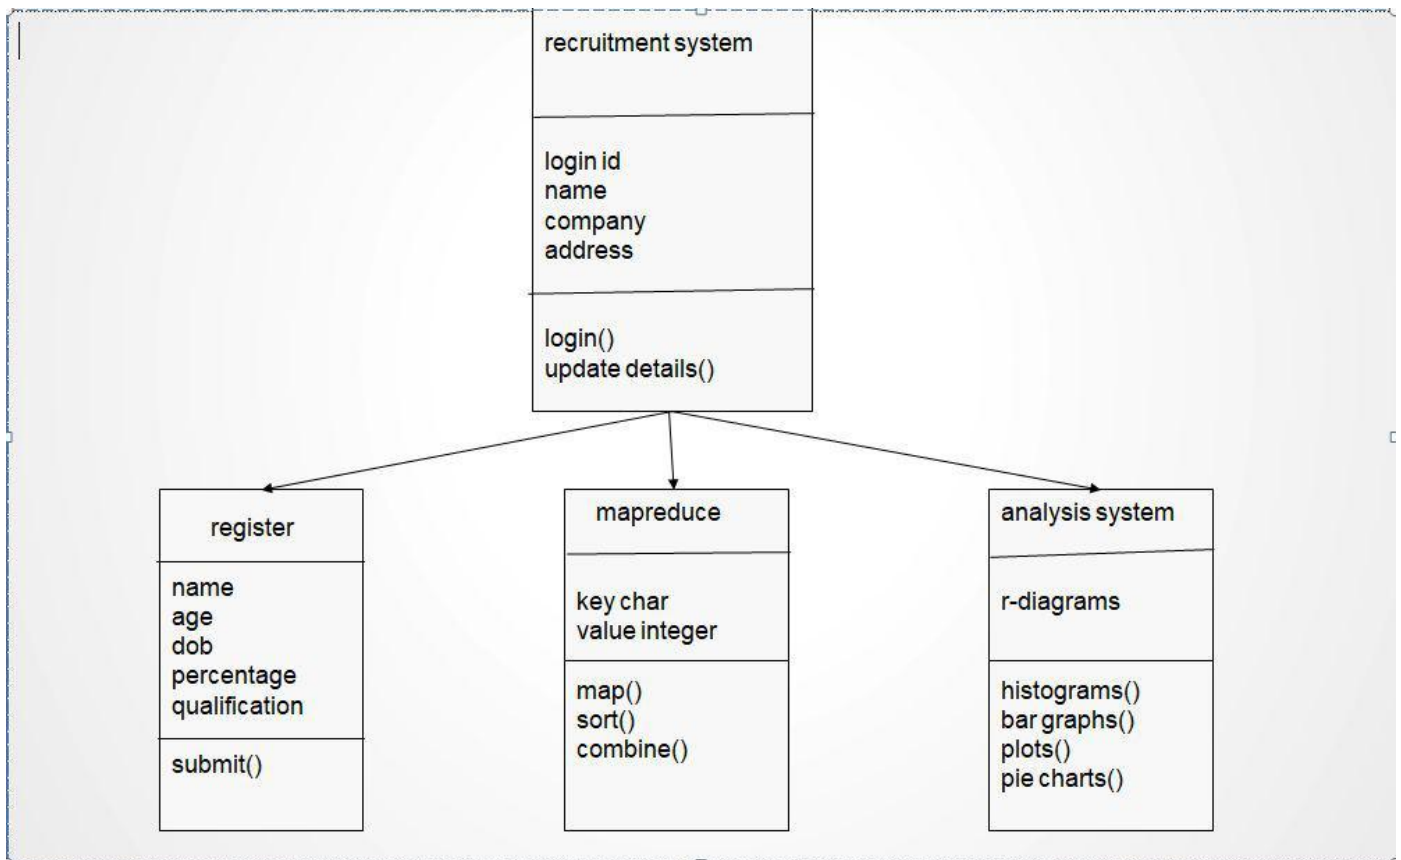 recruitment system
login id
name
company
address
login()
update details()
register
name
age
dob
percentage
qualification
submit()
mapreduce
key char
value integer
map()
sort()
combine()
analysis system
r-diagrams
histograms()
bar graphs()
plots()
pie charts()